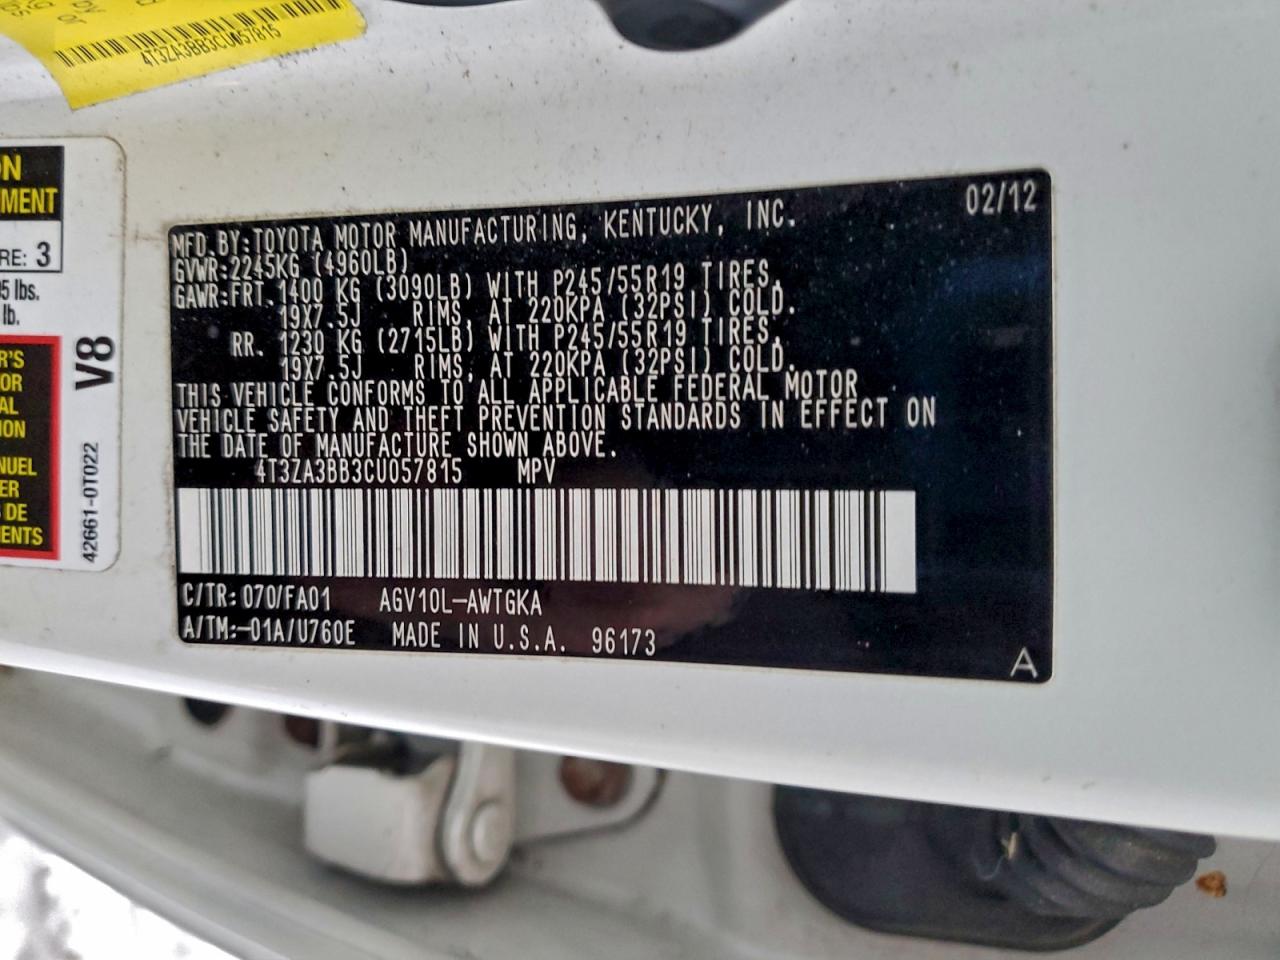 4T3ZA3BB3CU057815
ON
MENT
RE: 3
5 lbs.
lb.
R'S
OR
AL
ION
NUEL
ER
DE
ENTS
V8
42661-0T022
02/12
MFD. BY: TOYOTA MOTOR MANUFACTURING, KENTUCKY, INC.
GVWR: 2245KG (4960LB)
GAWR: FRT. 1400 KG (3090LB) WITH P245/55R19 TIRES,
19X7.5J RIMS, AT 220KPA (32PSI) COLD.
RR. 1230 KG (2715LB) WITH P245/55R19 TIRES,
19X7.5J RIMS, AT 220KPA (32PSI) COLD.
THIS VEHICLE CONFORMS TO ALL APPLICABLE FEDERAL MOTOR
VEHICLE SAFETY AND THEFT PREVENTION STANDARDS IN EFFECT ON
THE DATE OF MANUFACTURE SHOWN ABOVE.
4T3ZA3BB3CU057815 MPV
C/TR: 070/FA01 AGV10L-AWTGKA
A/TM:-01A/U760E MADE IN U.S.A. 96173
A